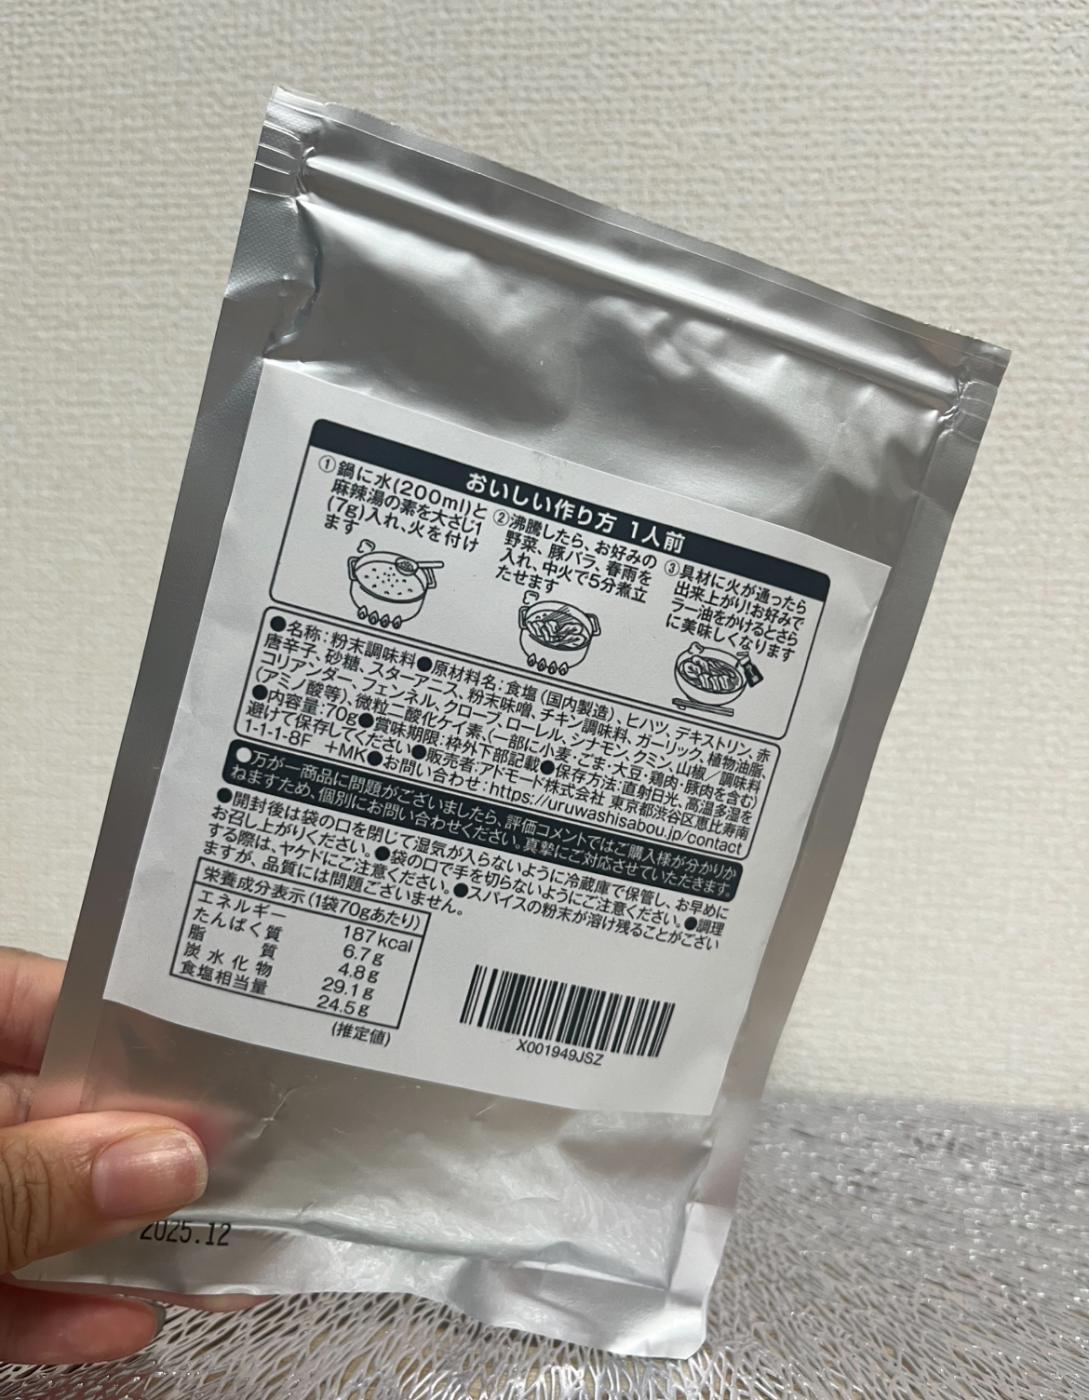 おいしい作り方 1人前
①鍋に水(200ml)と
麻辣湯の素を大さじ1
(7g)入れ、火を付け
ます
②沸騰したら、お好みの
野菜、豚バラ、春雨を
入れ、中火で5分煮立
たせます
③具材に火が通ったら
出来上がり!お好みで
ラー油をかけるとさら
に美味しくなります
●名称:粉末調味料●原材料名:食塩(国内製造)、ヒハツ、デキストリン、赤
唐辛子、砂糖、スターアース、粉末味噌、チキン調味料、ガーリック、植物油脂、
コリアンダー、フェンネル、クローブ、ローレル、シナモン、クミン、山椒/調味料
(アミノ酸等)、微粒二酸化ケイ素、(一部に小麦・ごま・大豆・鶏肉・豚肉を含む)
●内容量:70g●賞味期限:枠外下部記載●保存方法:直射日光、高温多湿を
避けて保存してください●販売者:アドモード株式会社 東京都渋谷区恵比寿南
1-1-1-8F +MK●お問い合わせ:https://uruwashisabou.jp/contact
●万が一商品に問題がございましたら、評価コメントではご購入様が分かりか
ねますため、個別にお問い合わせください。真摯にご対応させていただきます。
●開封後は袋の口を閉じて湿気が入らないように冷蔵庫で保管し、お早めに
お召し上がりください。●袋の口で手を切らないようにご注意ください。●調理
する際は、ヤケドにご注意ください。●スパイスの粉末が溶け残ることがござい
ますが、品質には問題ございません。
栄養成分表示(1袋70gあたり)
エネルギー 187kcal
たんぱく質 6.7g
脂質 4.8g
炭水化物 29.1g
食塩相当量 24.5g
(推定値)
X001949JSZ
2025.12